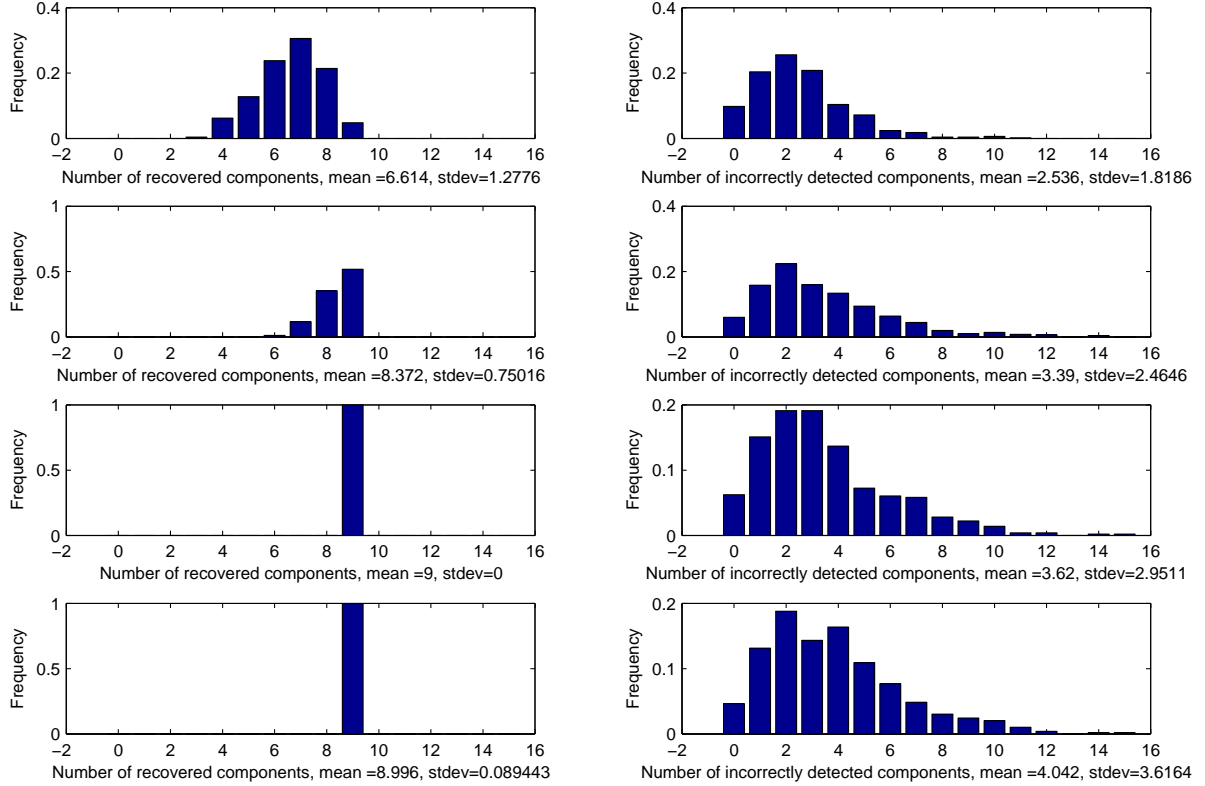 0.4
0.2
0
Frequency
−2 0 2 4 6 8 10 12 14 16
Number of recovered components, mean =6.614, stdev=1.2776
0.4
0.2
0
Frequency
−2 0 2 4 6 8 10 12 14 16
Number of incorrectly detected components, mean =2.536, stdev=1.8186
1
0.5
0
Frequency
−2 0 2 4 6 8 10 12 14 16
Number of recovered components, mean =8.372, stdev=0.75016
0.4
0.2
0
Frequency
−2 0 2 4 6 8 10 12 14 16
Number of incorrectly detected components, mean =3.39, stdev=2.4646
1
0.5
0
Frequency
−2 0 2 4 6 8 10 12 14 16
Number of recovered components, mean =9, stdev=0
0.2
0.1
0
Frequency
−2 0 2 4 6 8 10 12 14 16
Number of incorrectly detected components, mean =3.62, stdev=2.9511
1
0.5
0
Frequency
−2 0 2 4 6 8 10 12 14 16
Number of recovered components, mean =8.996, stdev=0.089443
0.2
0.1
0
Frequency
−2 0 2 4 6 8 10 12 14 16
Number of incorrectly detected components, mean =4.042, stdev=3.6164